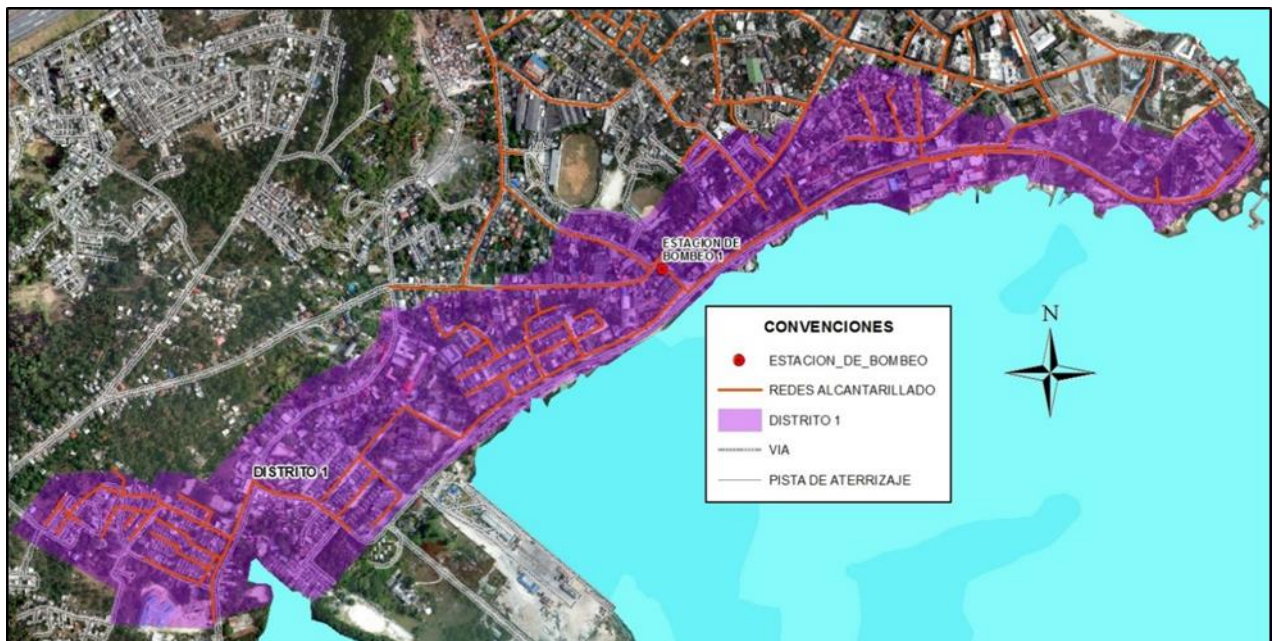 ESTACION DE
BOMBEO 1
CONVENCIONES
ESTACION_DE_BOMBEO
REDES ALCANTARILLADO
DISTRITO 1
VIA
PISTA DE ATERRIZAJE
N
DISTRITO 1